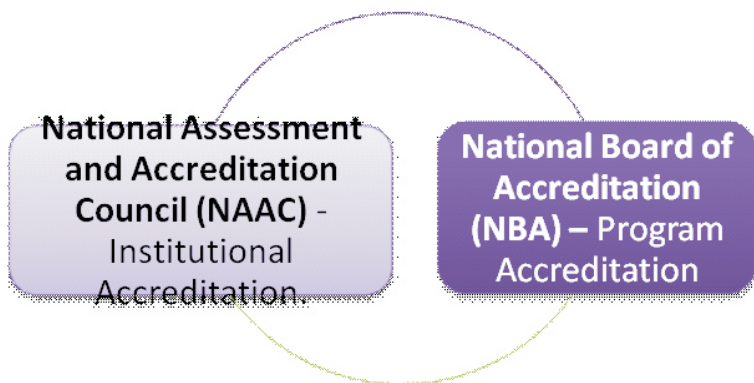 National Assessment
and Accreditation
Council (NAAC) -
Institutional
Accreditation.
National Board of
Accreditation
(NBA) – Program
Accreditation